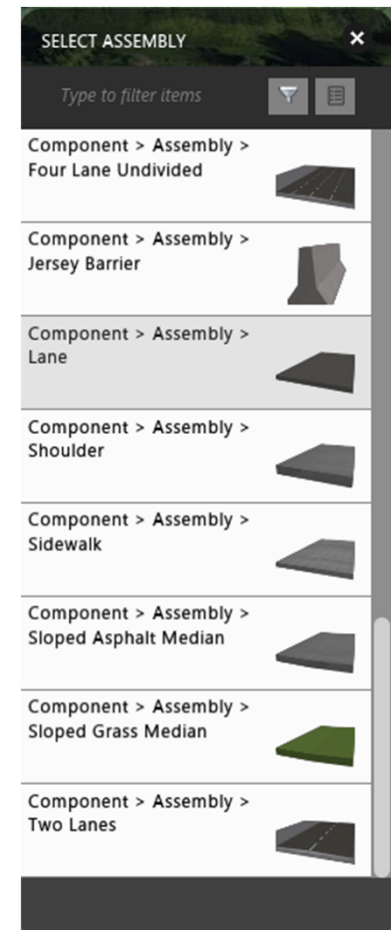 SELECT ASSEMBLY
Type to filter items
Component > Assembly >
Four Lane Undivided
Component > Assembly >
Jersey Barrier
Component > Assembly >
Lane
Component > Assembly >
Shoulder
Component > Assembly >
Sidewalk
Component > Assembly >
Sloped Asphalt Median
Component > Assembly >
Sloped Grass Median
Component > Assembly >
Two Lanes